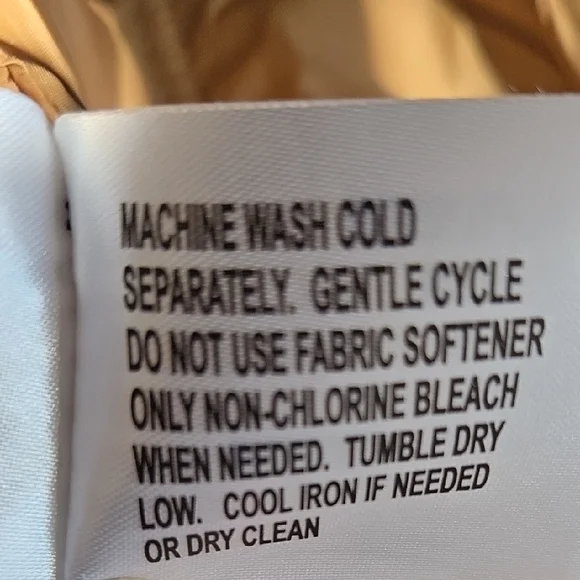 MACHINE WASH COLD
SEPARATELY. GENTLE CYCLE
DO NOT USE FABRIC SOFTENER
ONLY NON-CHLORINE BLEACH
WHEN NEEDED. TUMBLE DRY
LOW. COOL IRON IF NEEDED
OR DRY CLEAN